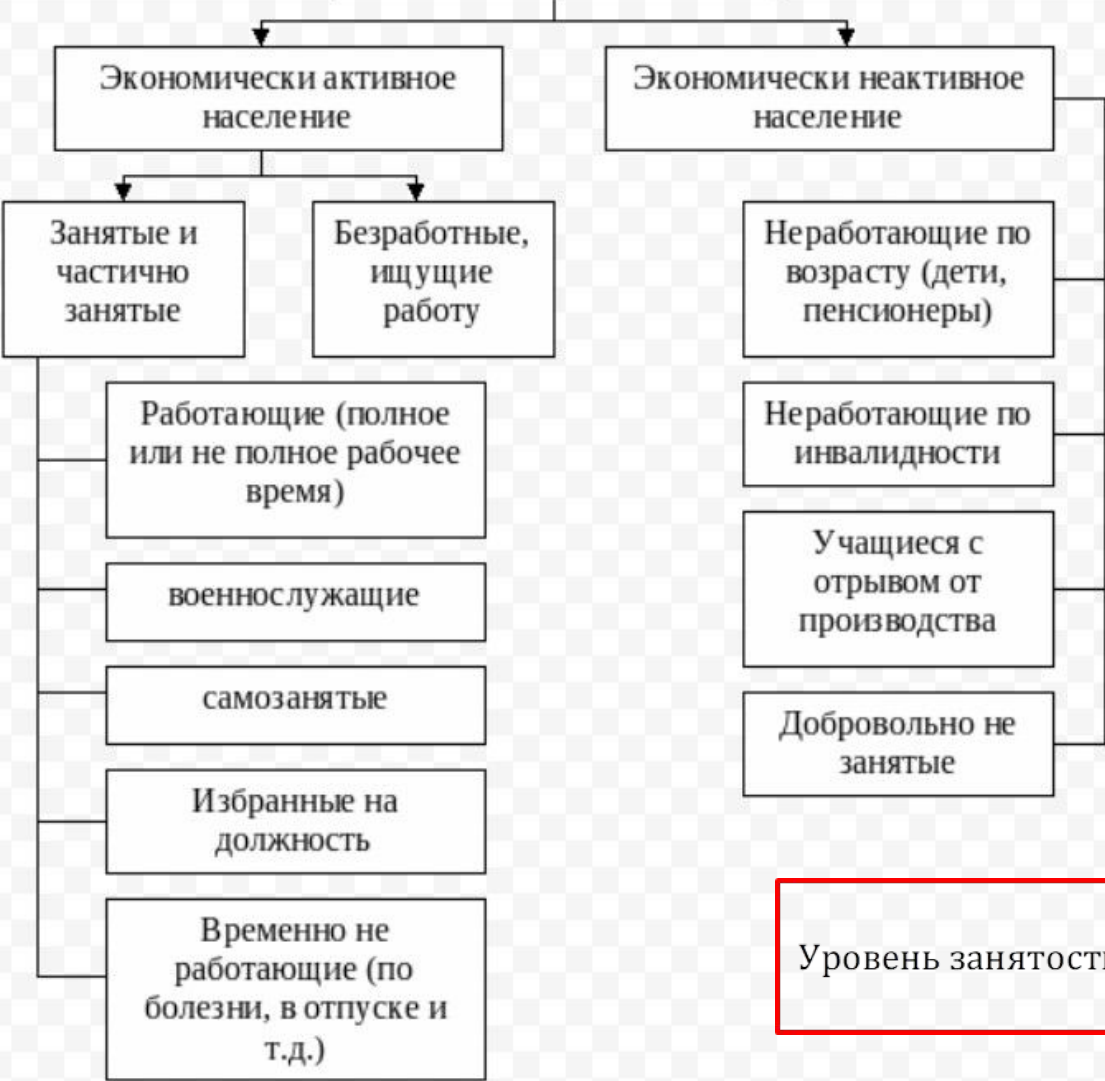 Экономически активное
население
Экономически неактивное
население
Занятые и
частично
занятые
Безработные,
ищущие
работу
Неработающие по
возрасту (дети,
пенсионеры)
Работающие (полное
или не полное рабочее
время)
Неработающие по
инвалидности
военнослужащие
Учащиеся с
отрывом от
производства
самозанятые
Добровольно не
занятые
Избранные на
должность
Временно не
работающие (по
болезни, в отпуске и
т.д.)
Уровень